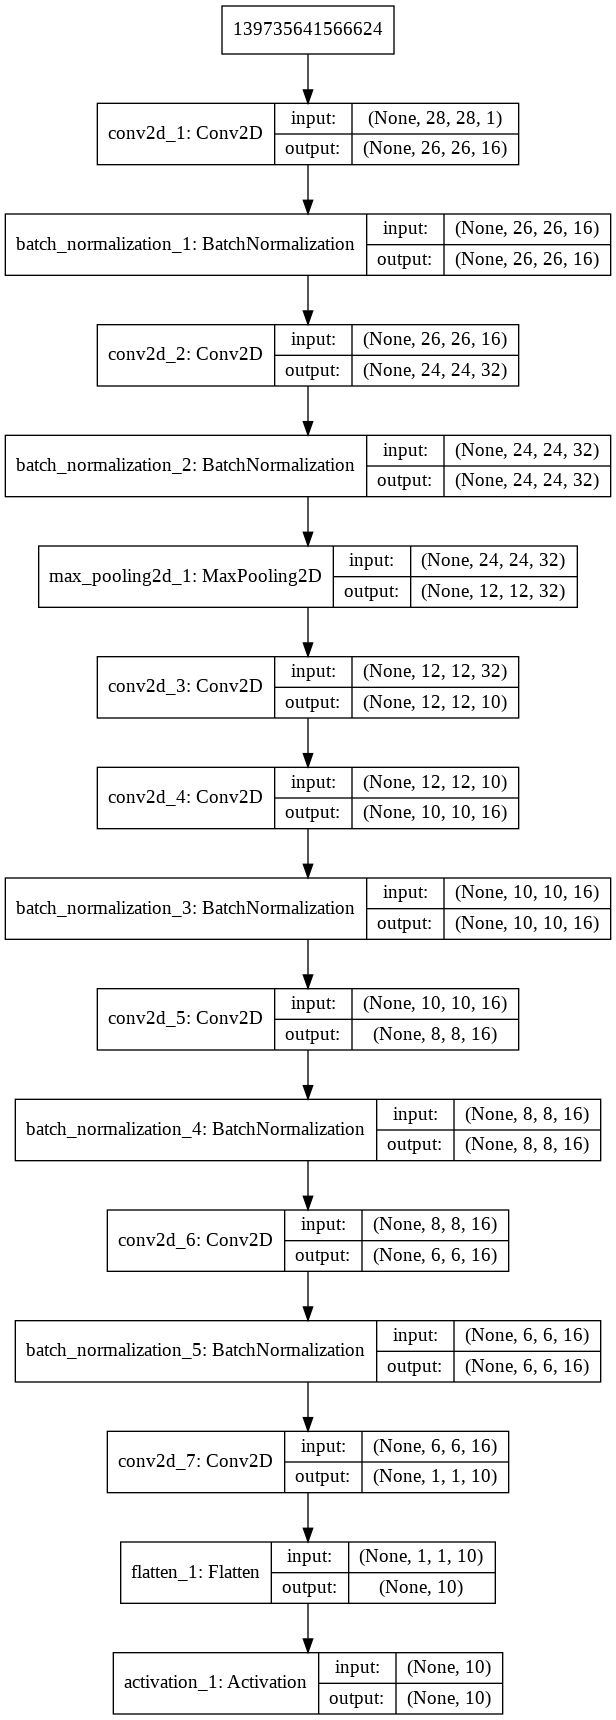 139735641566624
conv2d_1: Conv2D input: (None, 28, 28, 1)
output: (None, 26, 26, 16)
batch_normalization_1: BatchNormalization input: (None, 26, 26, 16)
output: (None, 26, 26, 16)
conv2d_2: Conv2D input: (None, 26, 26, 16)
output: (None, 24, 24, 32)
batch_normalization_2: BatchNormalization input: (None, 24, 24, 32)
output: (None, 24, 24, 32)
max_pooling2d_1: MaxPooling2D input: (None, 24, 24, 32)
output: (None, 12, 12, 32)
conv2d_3: Conv2D input: (None, 12, 12, 32)
output: (None, 12, 12, 10)
conv2d_4: Conv2D input: (None, 12, 12, 10)
output: (None, 10, 10, 16)
batch_normalization_3: BatchNormalization input: (None, 10, 10, 16)
output: (None, 10, 10, 16)
conv2d_5: Conv2D input: (None, 10, 10, 16)
output: (None, 8, 8, 16)
batch_normalization_4: BatchNormalization input: (None, 8, 8, 16)
output: (None, 8, 8, 16)
conv2d_6: Conv2D input: (None, 8, 8, 16)
output: (None, 6, 6, 16)
batch_normalization_5: BatchNormalization input: (None, 6, 6, 16)
output: (None, 6, 6, 16)
conv2d_7: Conv2D input: (None, 6, 6, 16)
output: (None, 1, 1, 10)
flatten_1: Flatten input: (None, 1, 1, 10)
output: (None, 10)
activation_1: Activation input: (None, 10)
output: (None, 10)